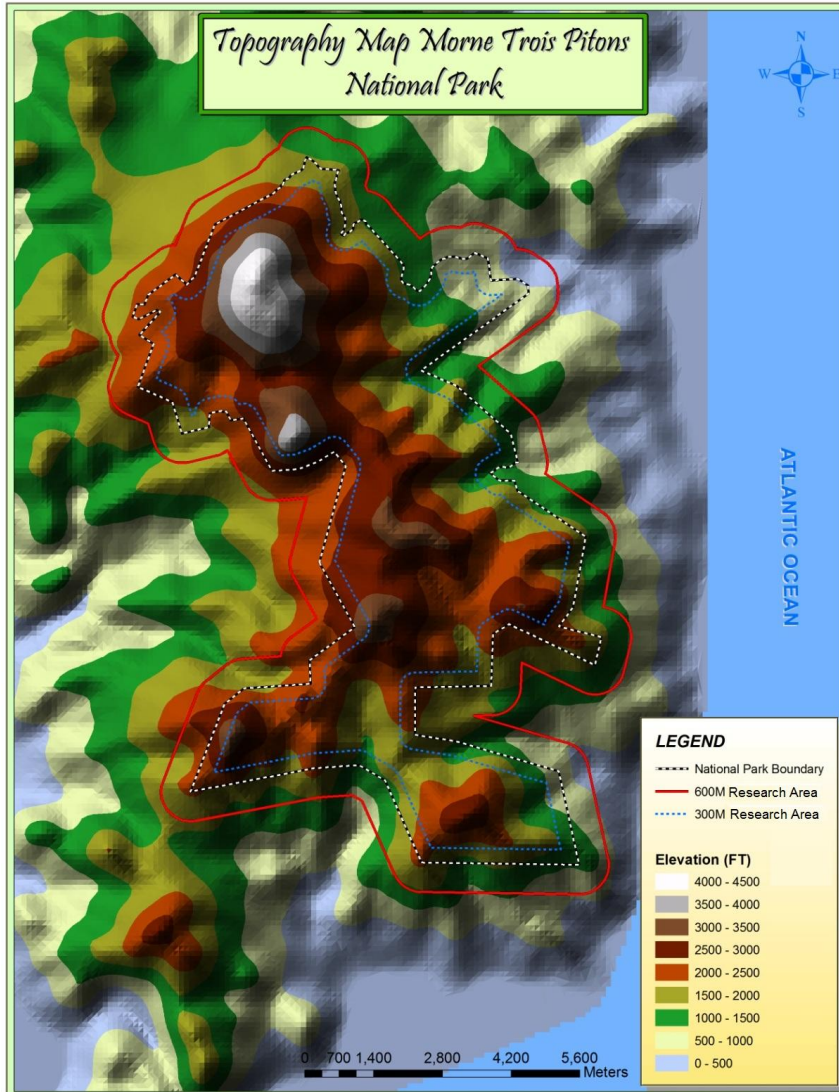 Topography Map Morne Trois Pitons
National Park
N
W E
S
ATLANTIC OCEAN
LEGEND
National Park Boundary
600M Research Area
300M Research Area
Elevation (FT)
4000 - 4500
3500 - 4000
3000 - 3500
2500 - 3000
2000 - 2500
1500 - 2000
1000 - 1500
500 - 1000
0 - 500
0 700 1,400 2,800 4,200 5,600
Meters